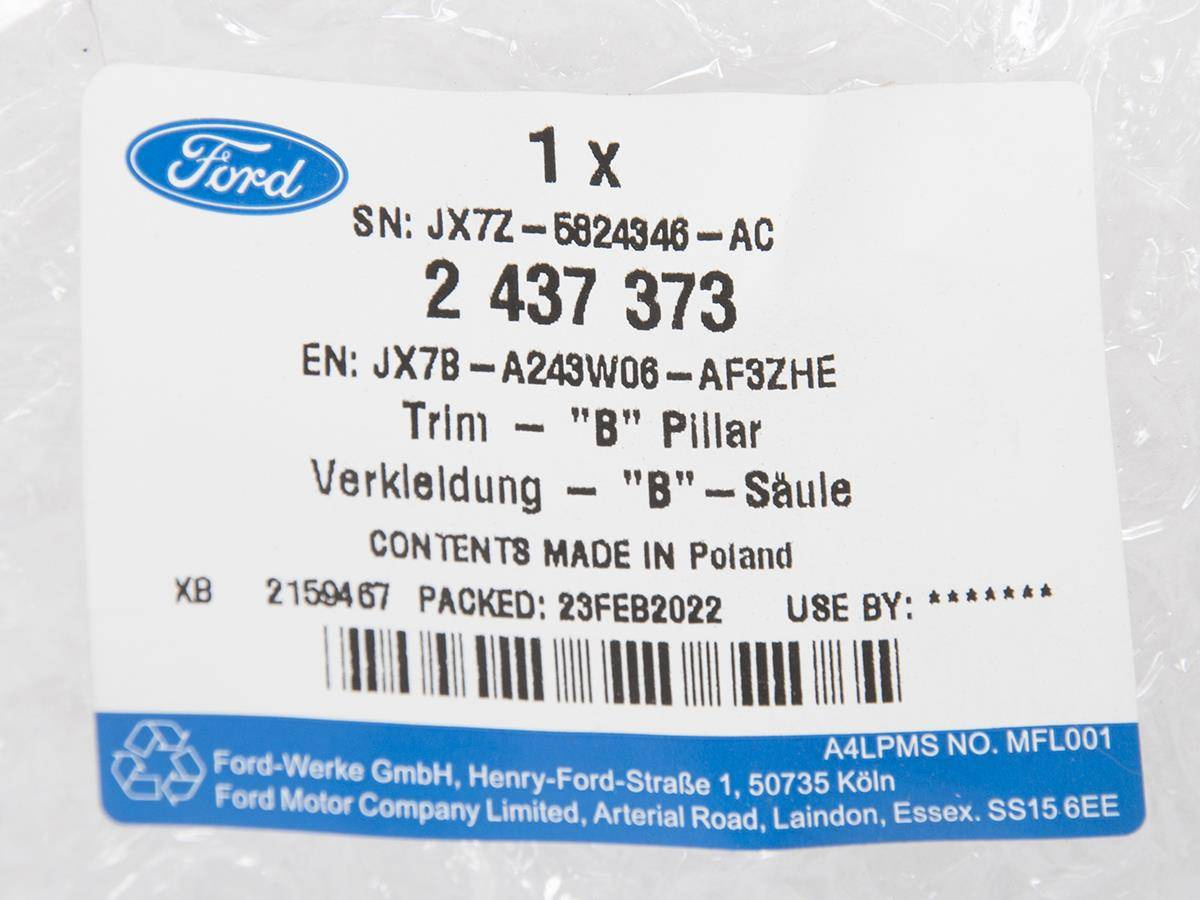 Ford
1 x
SN: JX7Z-5824346-AC
2 437 373
EN: JX7B-A243W06-AF3ZHE
Trim - "B" Pillar
Verkleidung - "B"-Säule
CONTENTS MADE IN Poland
XB 2159467 PACKED: 23FEB2022 USE BY: *******
A4LPMS NO. MFL001
Ford-Werke GmbH, Henry-Ford-Straße 1, 50735 Köln
Ford Motor Company Limited, Arterial Road, Laindon, Essex. SS15 6EE